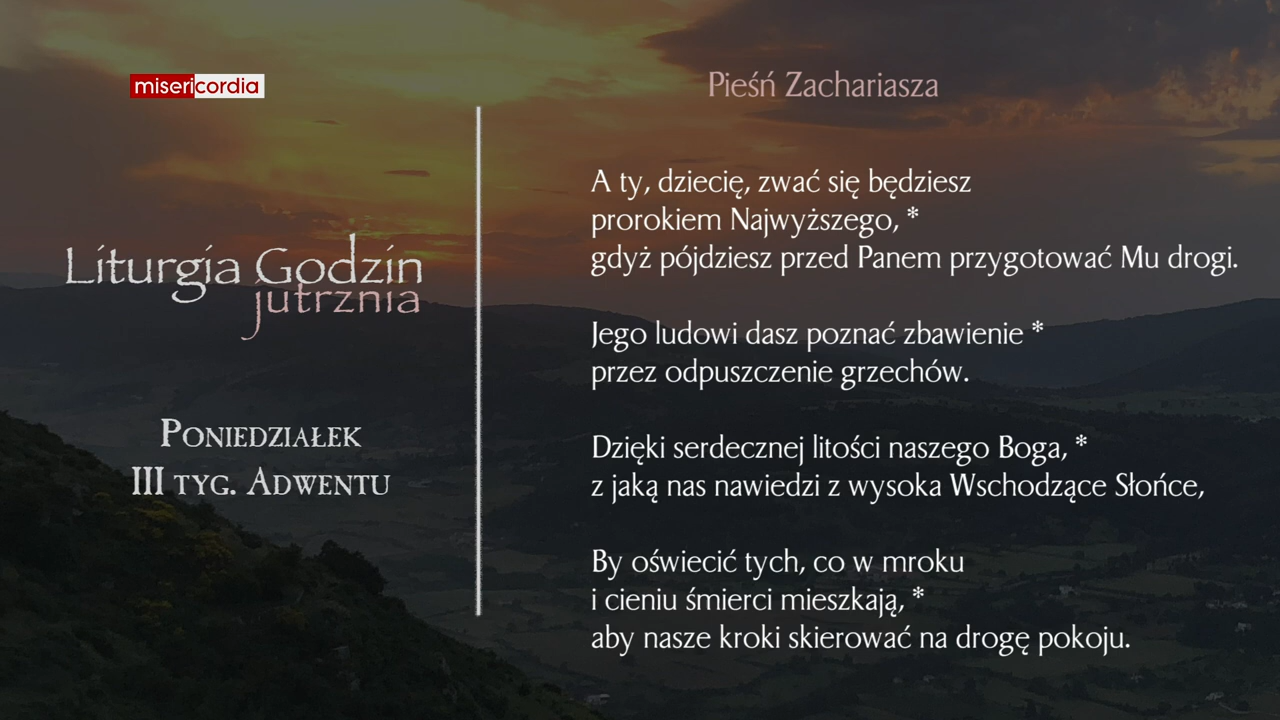 misericordia
Liturgia Godzin
jutrznia
Poniedziałek
III tyg. Adwentu
Pieśń Zachariasza
A ty, dziecię, zwać się będziesz
prorokiem Najwyższego, *
gdyż pójdziesz przed Panem przygotować Mu drogi.
Jego ludowi dasz poznać zbawienie *
przez odpuszczenie grzechów.
Dzięki serdecznej litości naszego Boga, *
z jaką nas nawiedzi z wysoka Wschodzące Słońce,
By oświecić tych, co w mroku
i cieniu śmierci mieszkają, *
aby nasze kroki skierować na drogę pokoju.